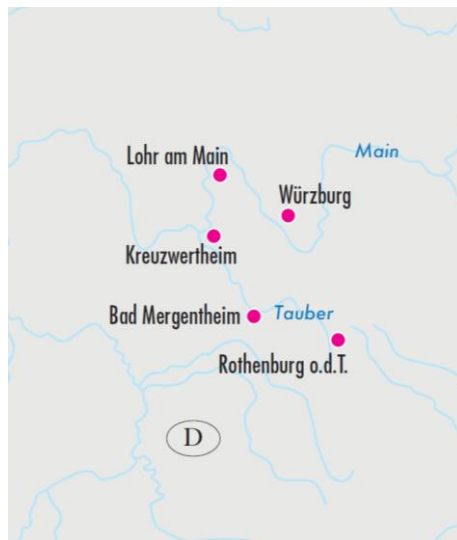 Main
Lohr am Main
Würzburg
Kreuzwertheim
Bad Mergentheim
Tauber
Rothenburg o.d.T.
D